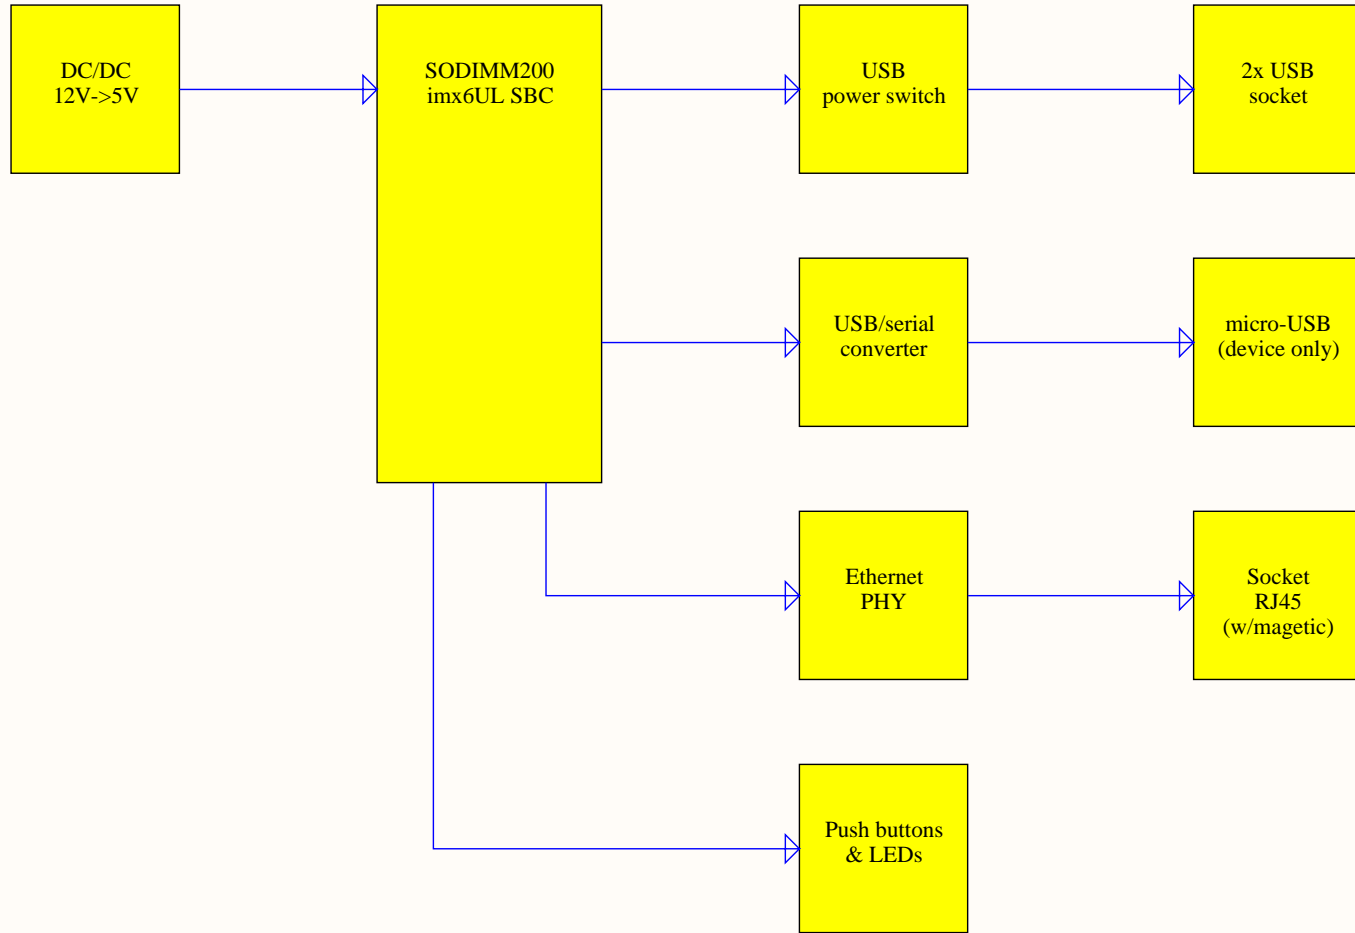 DC/DC
12V->5V
SODIMM200
imx6UL SBC
USB
power switch
2x USB
socket
USB/serial
converter
micro-USB
(device only)
Ethernet
PHY
Socket
RJ45
(w/magetic)
Push buttons
& LEDs